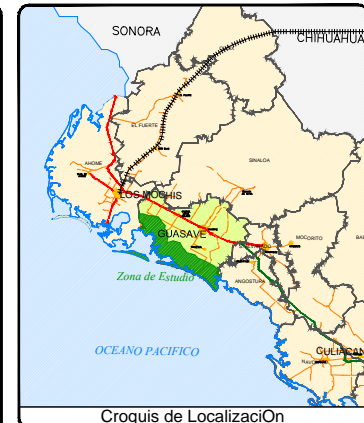 SONORA
CHIHUAHUA
EL FUERTE
AHOME
SINALOA
LOS MOCHIS
GUASAVE
MOCORITO
Zona de Estudio
ANGOSTURA
OCEANO PACIFICO
CULIACAN
Croquis de LocalizaciOn